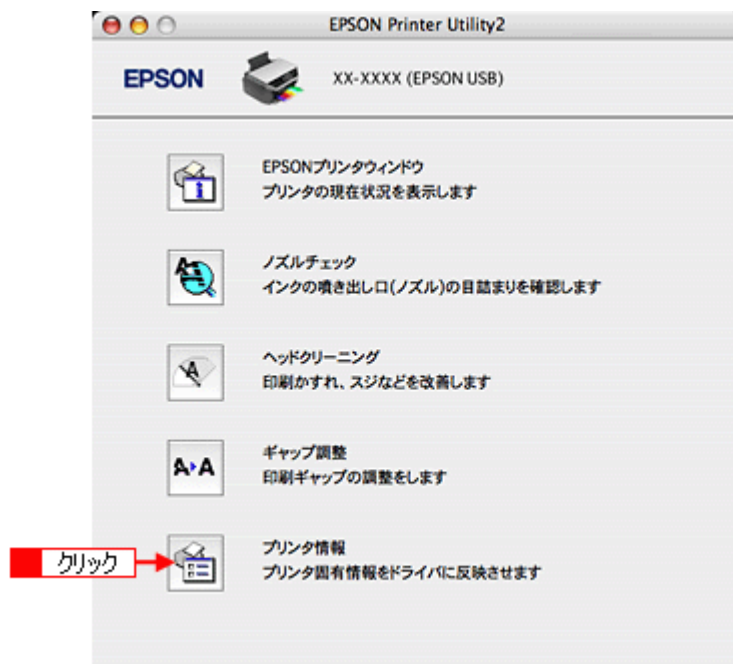 EPSON Printer Utility2
EPSON
XX-XXXX (EPSON USB)
EPSONプリンタウィンドウ
プリンタの現在状況を表示します
ノズルチェック
インクの噴き出し口(ノズル)の目詰まりを確認します
ヘッドクリーニング
印刷かすれ、スジなどを改善します
A▸A
ギャップ調整
印刷ギャップの調整をします
クリック
プリンタ情報
プリンタ固有情報をドライバに反映させます